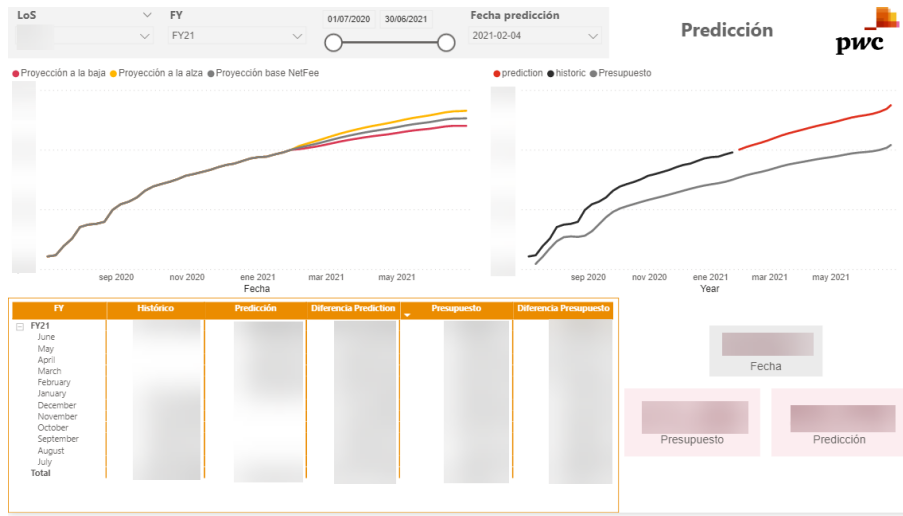 LoS
FY
FY21
01/07/2020
30/06/2021
Fecha predicción
2021-02-04
Predicción
pwc
Proyección a la baja
Proyección a la alza
Proyección base NetFee
sep 2020
nov 2020
ene 2021
mar 2021
may 2021
Fecha
prediction
historic
Presupuesto
sep 2020
nov 2020
ene 2021
mar 2021
may 2021
Year
FY
Histórico
Predicción
Diferencia Prediction
Presupuesto
Diferencia Presupuesto
FY21
June
May
April
March
February
January
December
November
October
September
August
July
Total
Fecha
Presupuesto
Predicción